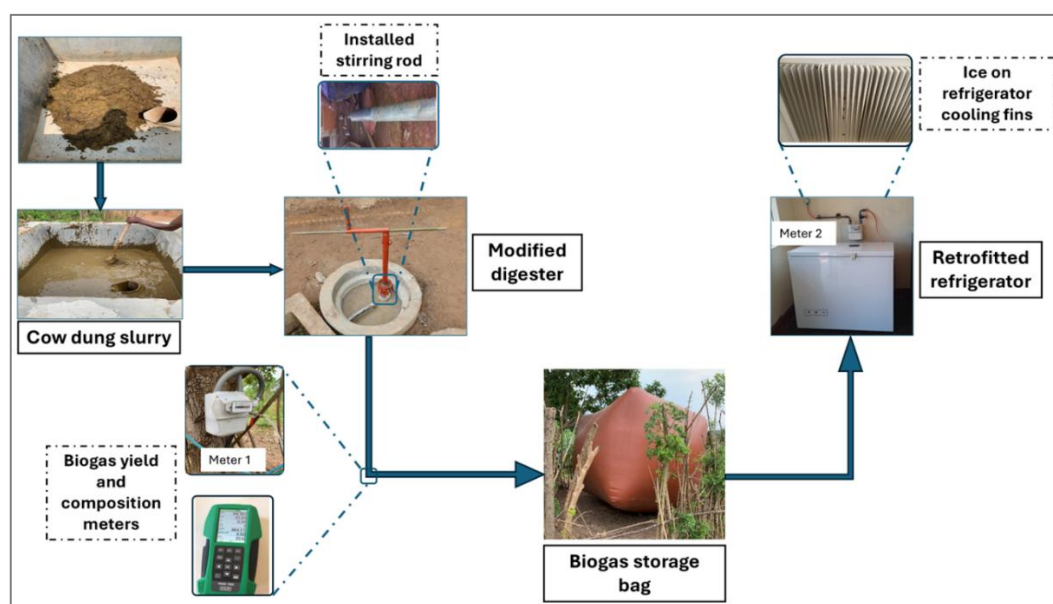 Installed
stirring rod
Ice on
refrigerator
cooling fins
Cow dung slurry
Modified
digester
Meter 2
Retrofitted
refrigerator
Meter 1
Biogas yield
and
composition
meters
Biogas storage
bag